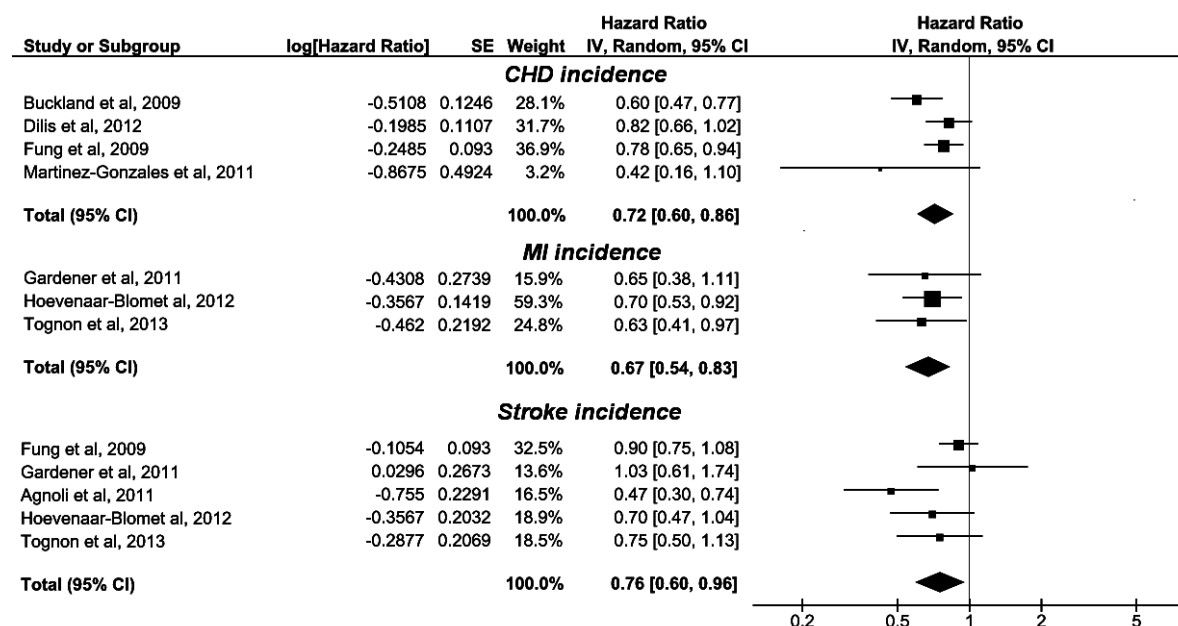 Hazard Ratio Hazard Ratio
Study or Subgroup log[Hazard Ratio] SE Weight IV, Random, 95% CI IV, Random, 95% CI
CHD incidence
Buckland et al, 2009 -0.5108 0.1246 28.1% 0.60 [0.47, 0.77]
Dilis et al, 2012 -0.1985 0.1107 31.7% 0.82 [0.66, 1.02]
Fung et al, 2009 -0.2485 0.093 36.9% 0.78 [0.65, 0.94]
Martinez-Gonzales et al, 2011 -0.8675 0.4924 3.2% 0.42 [0.16, 1.10]
Total (95% CI) 100.0% 0.72 [0.60, 0.86]
MI incidence
Gardener et al, 2011 -0.4308 0.2739 15.9% 0.65 [0.38, 1.11]
Hoevenaar-Blomet al, 2012 -0.3567 0.1419 59.3% 0.70 [0.53, 0.92]
Tognon et al, 2013 -0.462 0.2192 24.8% 0.63 [0.41, 0.97]
Total (95% CI) 100.0% 0.67 [0.54, 0.83]
Stroke incidence
Fung et al, 2009 -0.1054 0.093 32.5% 0.90 [0.75, 1.08]
Gardener et al, 2011 0.0296 0.2673 13.6% 1.03 [0.61, 1.74]
Agnoli et al, 2011 -0.755 0.2291 16.5% 0.47 [0.30, 0.74]
Hoevenaar-Blomet al, 2012 -0.3567 0.2032 18.9% 0.70 [0.47, 1.04]
Tognon et al, 2013 -0.2877 0.2069 18.5% 0.75 [0.50, 1.13]
Total (95% CI) 100.0% 0.76 [0.60, 0.96]
0.2 0.5 1 2 5